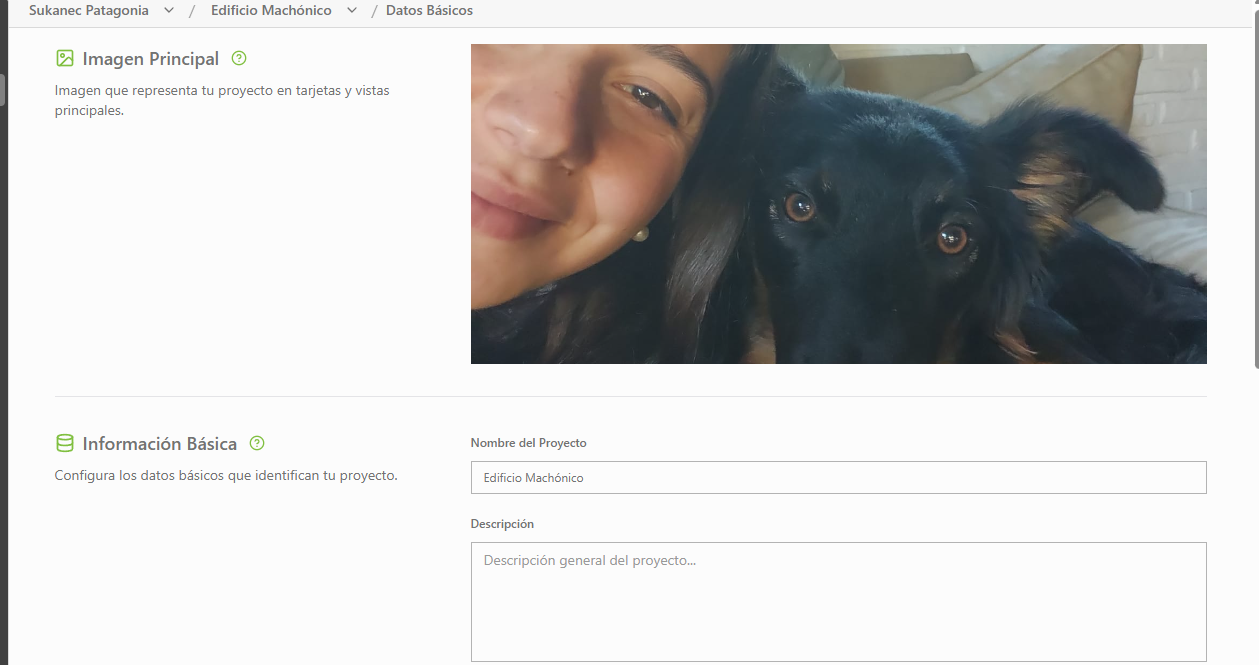 Sukanec Patagonia / Edificio Machónico / Datos Básicos
Imagen Principal
Imagen que representa tu proyecto en tarjetas y vistas
principales.
Información Básica
Configura los datos básicos que identifican tu proyecto.
Nombre del Proyecto
Edificio Machónico
Descripción
Descripción general del proyecto...